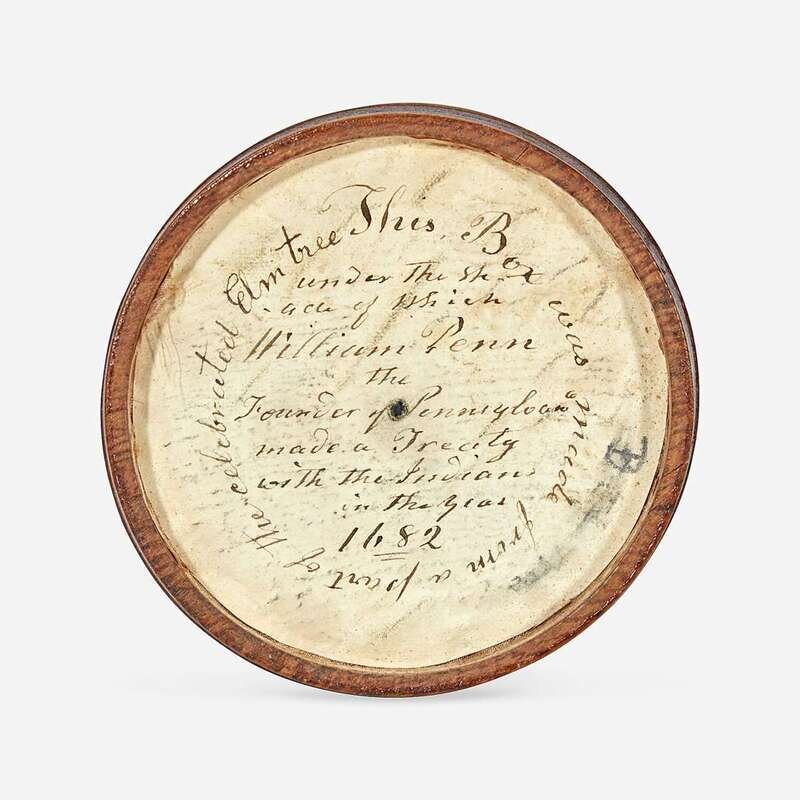 This Box was made from a part of the celebrated Elm tree
under the sh-
ade of which
William Penn
the
Founder of Pennsylvana
made a Treaty
with the Indians
in the year
1682